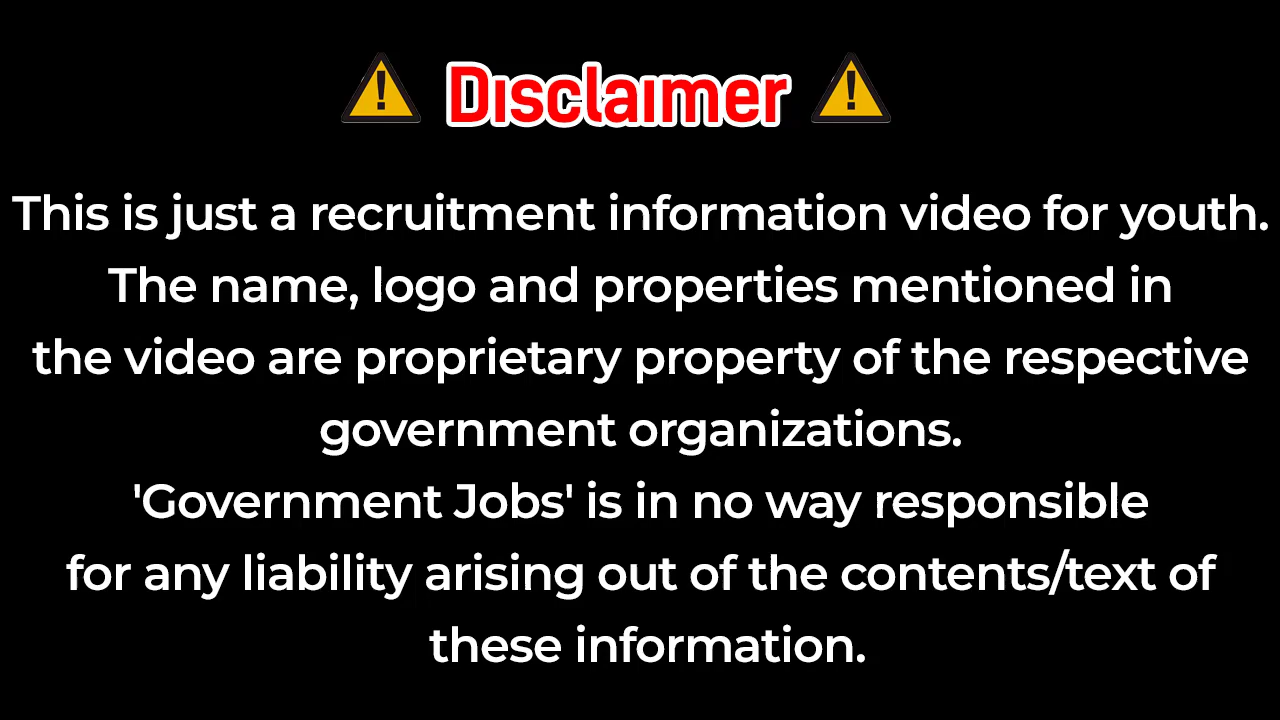 Disclaimer
This is just a recruitment information video for youth.
The name, logo and properties mentioned in
the video are proprietary property of the respective
government organizations.
'Government Jobs' is in no way responsible
for any liability arising out of the contents/text of
these information.